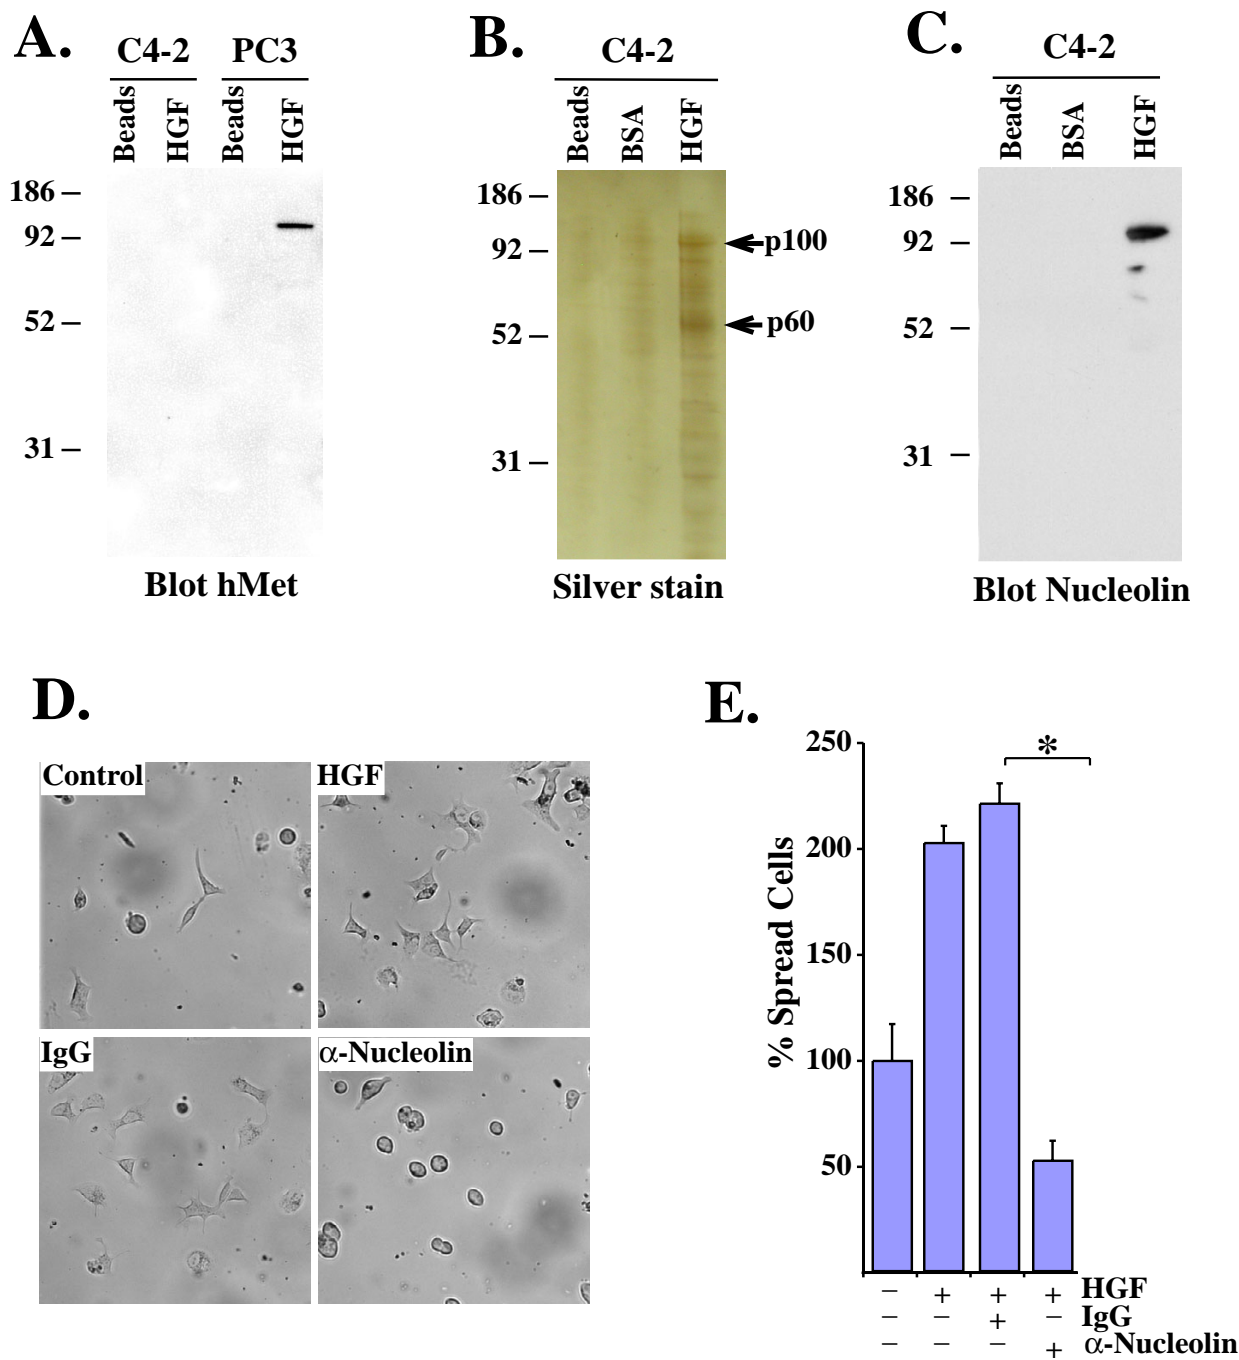 A.
C4-2 PC3
Beads HGF Beads HGF
186
92
52
31
Blot hMet
B.
C4-2
Beads BSA HGF
186
92
52
31
p100
p60
Silver stain
C.
C4-2
Beads BSA HGF
186
92
52
31
Blot Nucleolin
D.
Control
HGF
IgG
α-Nucleolin
E.
% Spread Cells
250
200
150
100
50
*
− + + + HGF
− − + − IgG
− − − + α-Nucleolin